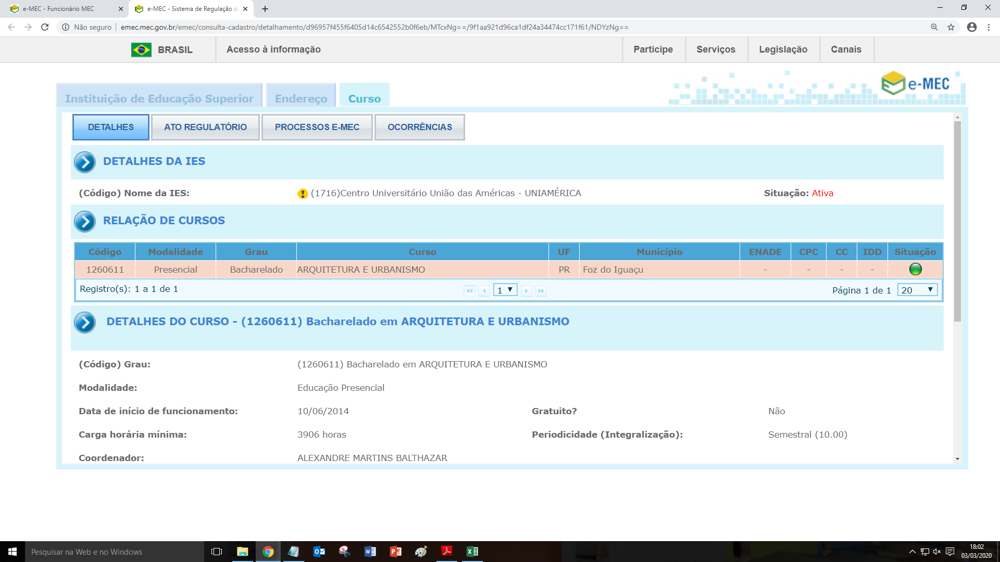 e-MEC - Funcionário MEC
e-MEC - Sistema de Regulação d
Não seguro
emec.mec.gov.br/emec/consulta-cadastro/detalhamento/d96957f455f6405d14c6542552b0f6eb/MTcxNg==/9f1aa921d96ca1df24a34474cc171f61/NDYzNg==
BRASIL
Acesso à informação
Participe
Serviços
Legislação
Canais
e-MEC
Instituição de Educação Superior
Endereço
Curso
DETALHES
ATO REGULATÓRIO
PROCESSOS E-MEC
OCORRÊNCIAS
DETALHES DA IES
(Código) Nome da IES: (1716)Centro Universitário União das Américas - UNIAMÉRICA Situação: Ativa
RELAÇÃO DE CURSOS
Código Modalidade Grau Curso UF Município ENADE CPC CC IDD Situação
1260611 Presencial Bacharelado ARQUITETURA E URBANISMO PR Foz do Iguaçu - - - -
Registro(s): 1 a 1 de 1 1 Página 1 de 1 20
DETALHES DO CURSO - (1260611) Bacharelado em ARQUITETURA E URBANISMO
(Código) Grau: (1260611) Bacharelado em ARQUITETURA E URBANISMO
Modalidade: Educação Presencial
Data de início de funcionamento: 10/06/2014 Gratuito? Não
Carga horária mínima: 3906 horas Periodicidade (Integralização): Semestral (10.00)
Coordenador: ALEXANDRE MARTINS BALTHAZAR
Pesquisar na Web e no Windows
18:02
03/03/2020